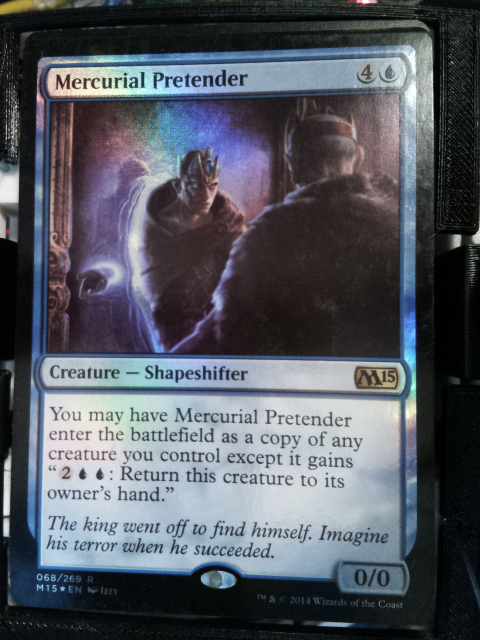 Mercurial Pretender 4
Creature — Shapeshifter M15
You may have Mercurial Pretender
enter the battlefield as a copy of any
creature you control except it gains
"2: Return this creature to its
owner's hand."
The king went off to find himself. Imagine
his terror when he succeeded.
068/269 R
M15★EN Izzy
0/0
™ & © 2014 Wizards of the Coast